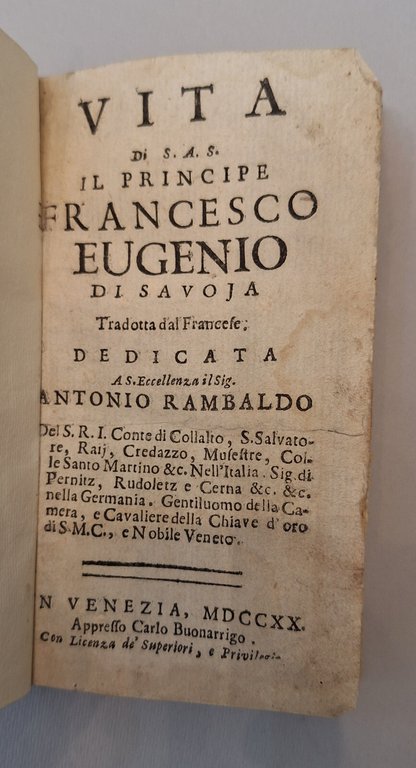 VITA
Di S. A. S.
IL PRINCIPE
FRANCESCO
EUGENIO
DI SAVOJA
Tradotta dal Francese;
DEDICATA
A S. Eccellenza il Sig.
ANTONIO RAMBALDO
Del S. R. I. Conte di Collalto, S. Salvato-
re, Raij, Credazzo, Musestre, Col-
le Santo Martino &c. Nell'Italia. Sig. di
Pernitz, Rudoletz e Cerna &c. &c.
nella Germania. Gentiluomo della Ca-
mera, e Cavaliere della Chiave d'oro
di S. M. C., e Nobile Veneto.
N VENEZIA, MDCCXX.
Appresso Carlo Buonarrigo.
Con Licenza de' Superiori, e Privilegi.